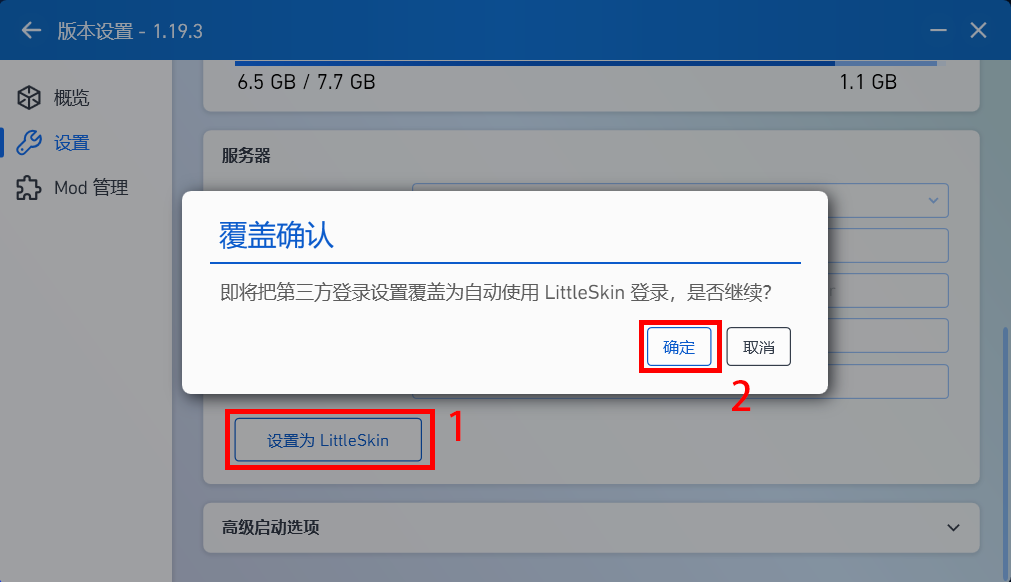 版本设置 - 1.19.3
概览
设置
Mod 管理
6.5 GB / 7.7 GB
1.1 GB
服务器
覆盖确认
即将把第三方登录设置覆盖为自动使用 LittleSkin 登录，是否继续？
确定
取消
2
设置为 LittleSkin
1
高级启动选项